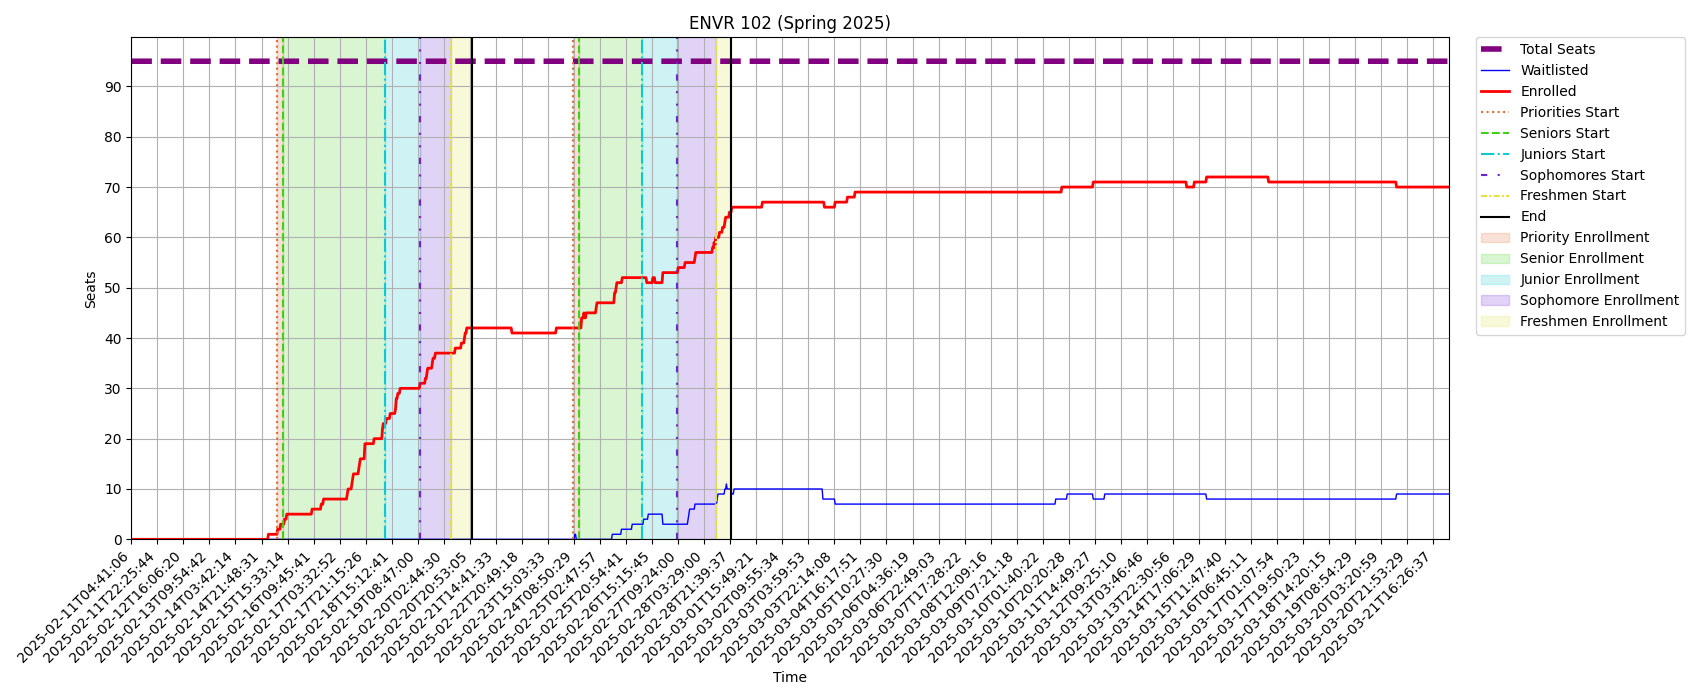 ENVR 102 (Spring 2025)
Seats
90
80
70
60
50
40
30
20
10
0
2025-02-11T04:41:06
2025-02-11T22:25:44
2025-02-12T16:06:20
2025-02-13T09:54:42
2025-02-14T03:42:14
2025-02-14T21:48:31
2025-02-15T15:33:14
2025-02-16T09:45:41
2025-02-17T03:32:52
2025-02-17T21:15:26
2025-02-18T15:12:41
2025-02-19T08:47:00
2025-02-20T02:44:30
2025-02-20T20:53:05
2025-02-21T14:41:33
2025-02-22T20:49:18
2025-02-23T15:03:33
2025-02-24T08:50:29
2025-02-25T02:47:57
2025-02-25T20:54:41
2025-02-26T15:15:45
2025-02-27T09:24:00
2025-02-28T03:29:00
2025-02-28T21:39:37
2025-03-01T15:49:21
2025-03-02T09:55:34
2025-03-03T03:59:53
2025-03-03T22:14:08
2025-03-04T16:17:51
2025-03-05T10:27:30
2025-03-06T04:36:19
2025-03-06T22:49:03
2025-03-07T17:28:22
2025-03-08T12:09:16
2025-03-09T07:21:18
2025-03-10T01:40:22
2025-03-10T20:20:28
2025-03-11T14:49:27
2025-03-12T09:25:10
2025-03-13T03:46:46
2025-03-13T22:30:56
2025-03-14T17:06:29
2025-03-15T11:47:40
2025-03-16T06:45:11
2025-03-17T01:07:54
2025-03-17T19:50:23
2025-03-18T14:20:15
2025-03-19T08:54:29
2025-03-20T03:20:59
2025-03-20T21:53:29
2025-03-21T16:26:37
Time
Total Seats
Waitlisted
Enrolled
Priorities Start
Seniors Start
Juniors Start
Sophomores Start
Freshmen Start
End
Priority Enrollment
Senior Enrollment
Junior Enrollment
Sophomore Enrollment
Freshmen Enrollment